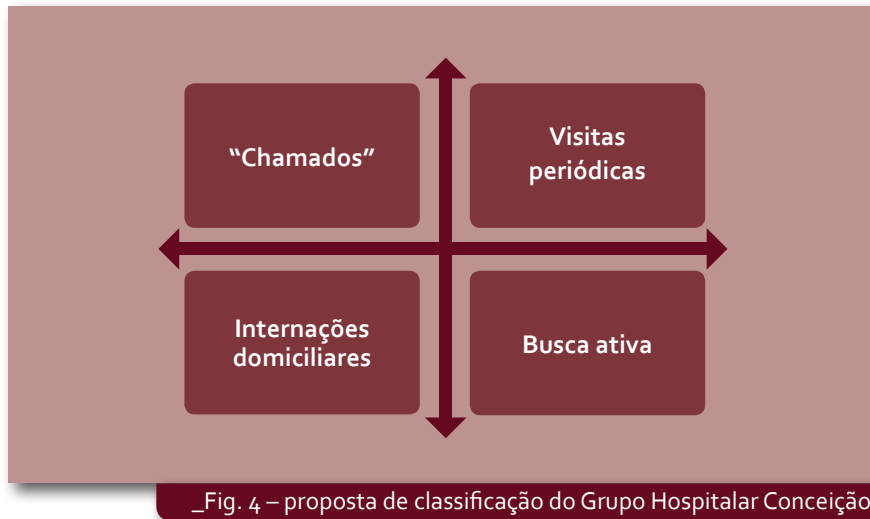 “Chamados”
Visitas
periódicas
Internações
domiciliares
Busca ativa
_Fig. 4 – proposta de classificação do Grupo Hospitalar Conceição